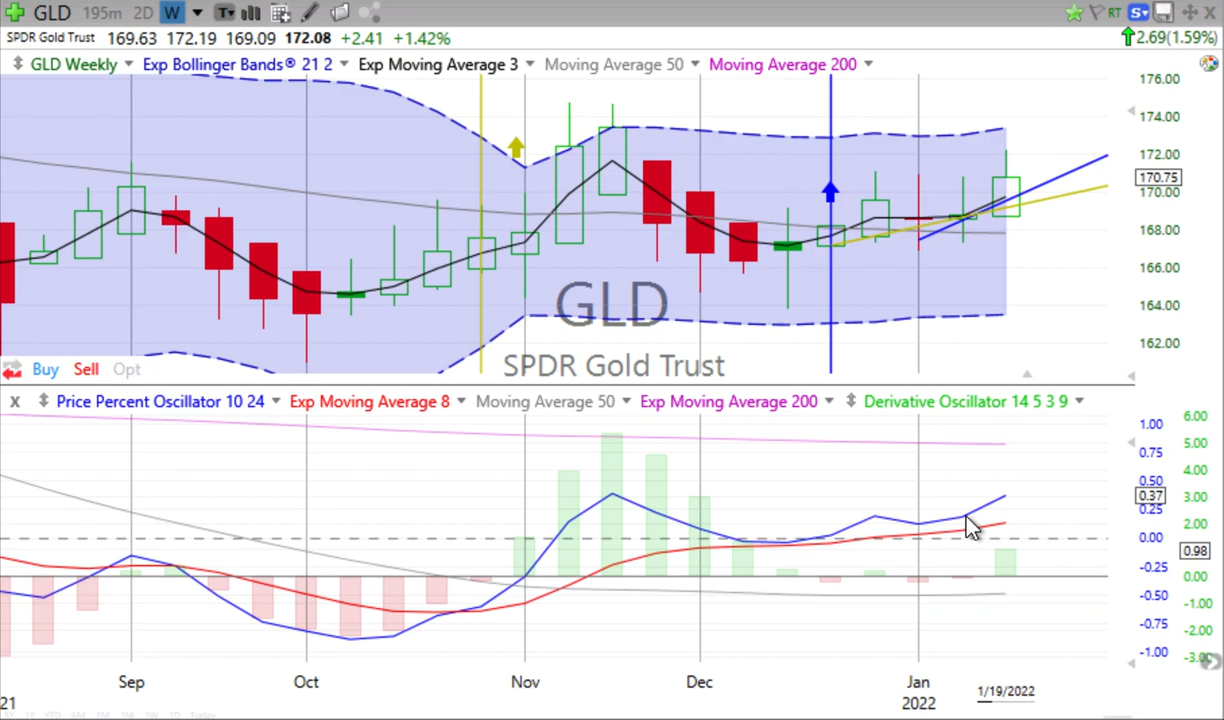 GLD 195m 2D W T RT S
SPDR Gold Trust 169.63 172.19 169.09 172.08 +2.41 +1.42% 2.69(1.59%)
GLD Weekly Exp Bollinger Bands® 21 2 Exp Moving Average 3 Moving Average 50 Moving Average 200
176.00
174.00
172.00
170.75
170.00
168.00
166.00
164.00
162.00
GLD
SPDR Gold Trust
Buy Sell Opt
x Price Percent Oscillator 10 24 Exp Moving Average 8 Moving Average 50 Exp Moving Average 200 Derivative Oscillator 14 5 3 9
1.00 6.00
0.75 5.00
0.50 4.00
0.37 3.00
0.25 2.00
0.00 0.98
-0.25 0.00
-0.50 -1.00
-0.75 -2.00
-1.00 -3.0
Sep Oct Nov Dec Jan
21 2022 1/19/2022